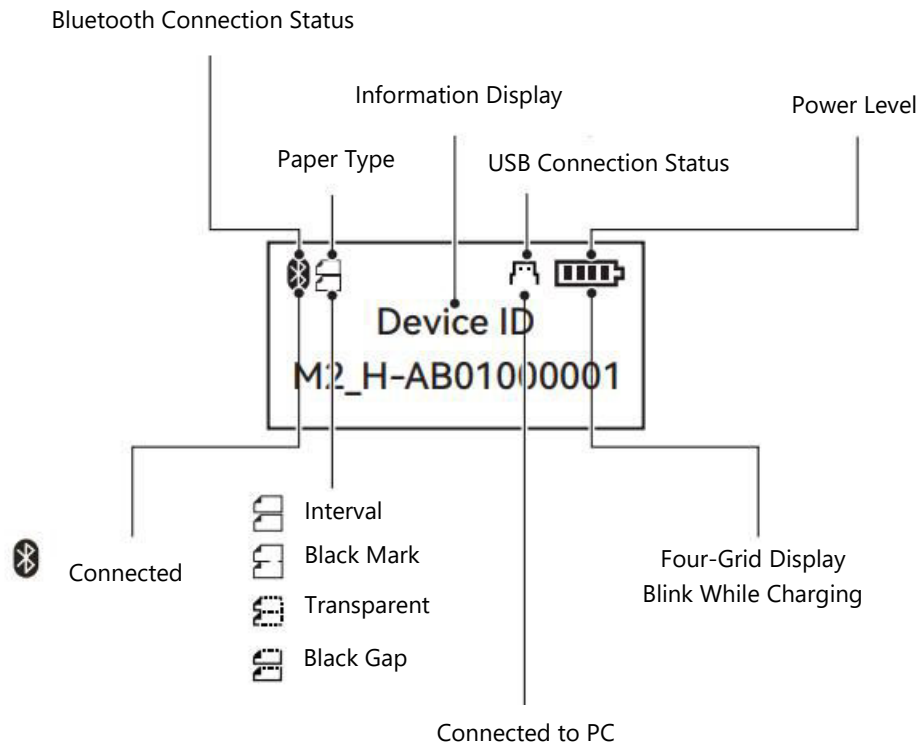 Bluetooth Connection Status
Information Display
Power Level
Paper Type
USB Connection Status
Device ID
M2_H-AB01000001
Connected
Interval
Black Mark
Transparent
Black Gap
Four-Grid Display
Blink While Charging
Connected to PC